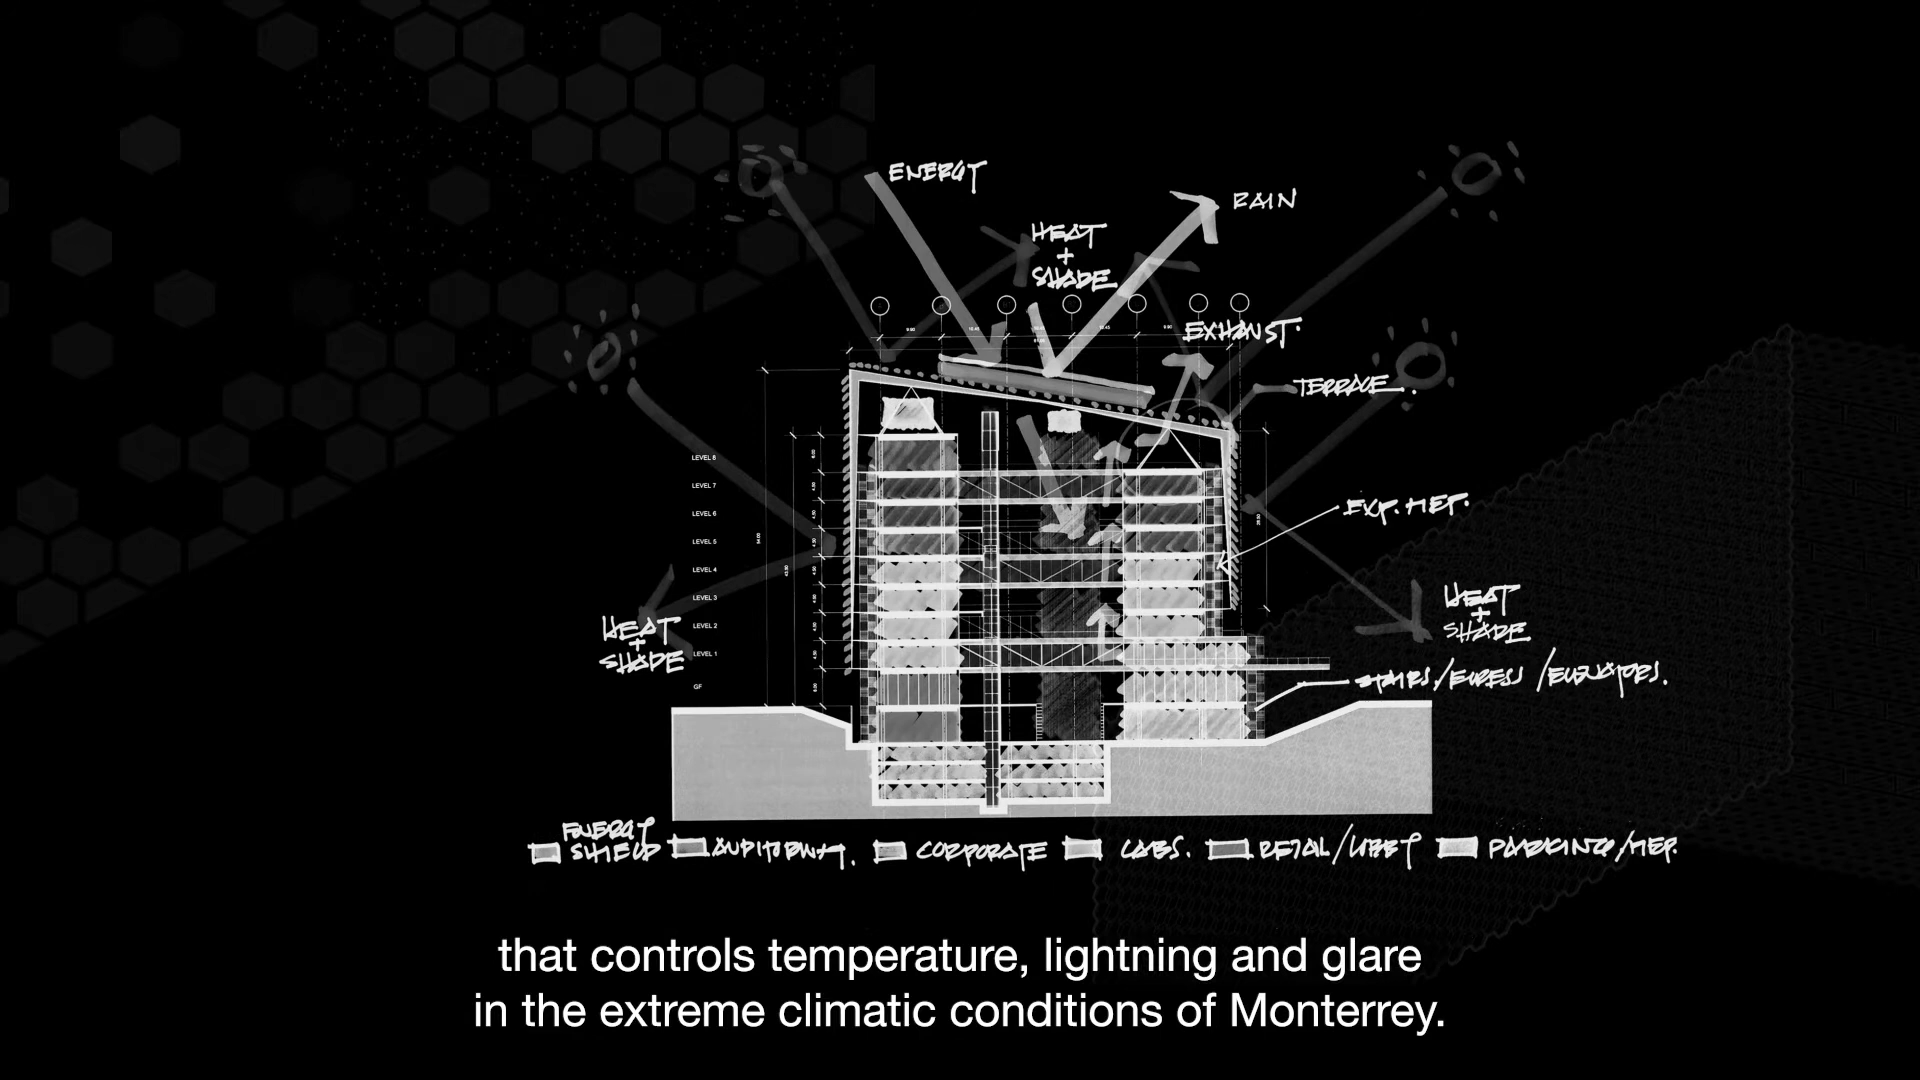 ENERGY
RAIN
HEAT
+
SHADE
EXHAUST.
TERRACE.
LEVEL 8
LEVEL 7
LEVEL 6
LEVEL 5
LEVEL 4
LEVEL 3
LEVEL 2
LEVEL 1
GF
EXP. MEP.
HEAT
+
SHADE
HEAT
+
SHADE
STAIRS/EGRESS/ELEVATORS.
ENERGY
SHIELD
AUDITORIUM.
CORPORATE
LABS.
RETAIL/LOBBY
PARKING/MEP.
that controls temperature, lightning and glare
in the extreme climatic conditions of Monterrey.